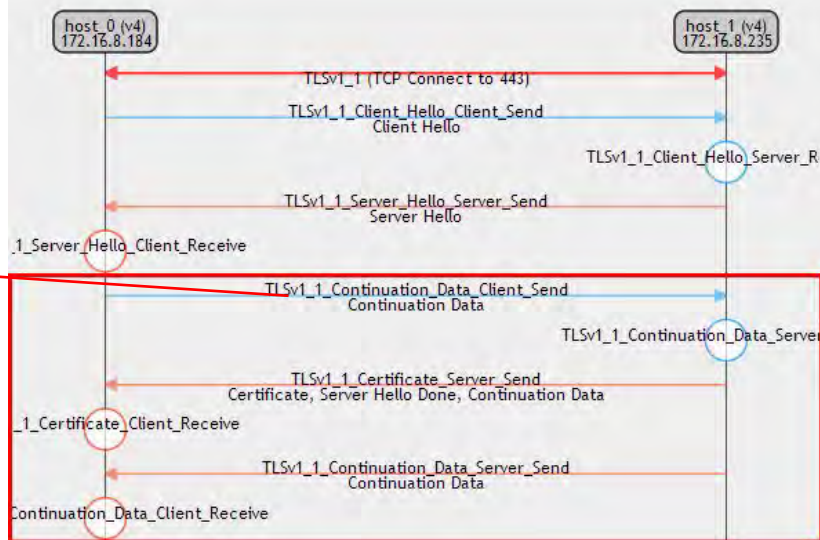 host_0 (v4)
172.16.8.184
host_1 (v4)
172.16.8.235
TLSv1_1 (TCP Connect to 443)
TLSv1_1_Client_Hello_Client_Send
Client Hello
TLSv1_1_Client_Hello_Server_R
TLSv1_1_Server_Hello_Server_Send
Server Hello
_1_Server_Hello_Client_Receive
TLSv1_1_Continuation_Data_Client_Send
Continuation Data
TLSv1_1_Continuation_Data_Server
TLSv1_1_Certificate_Server_Send
Certificate, Server Hello Done, Continuation Data
_1_Certificate_Client_Receive
TLSv1_1_Continuation_Data_Server_Send
Continuation Data
Continuation_Data_Client_Receive